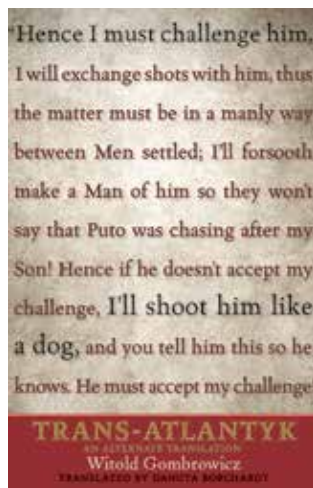 "Hence I must challenge him,
I will exchange shots with him, thus
the matter must be in a manly way
between Men settled; I'll forsooth
make a Man of him so they won't
say that Puto was chasing after my
Son! Hence if he doesn't accept my
challenge, I'll shoot him like
a dog, and you tell him this so he
knows. He must accept my challenge
TRANS-ATLANTYK
AN ALTERNATE TRANSLATION
Witold Gombrowicz
TRANSLATED BY DANUTA BORCHARDT